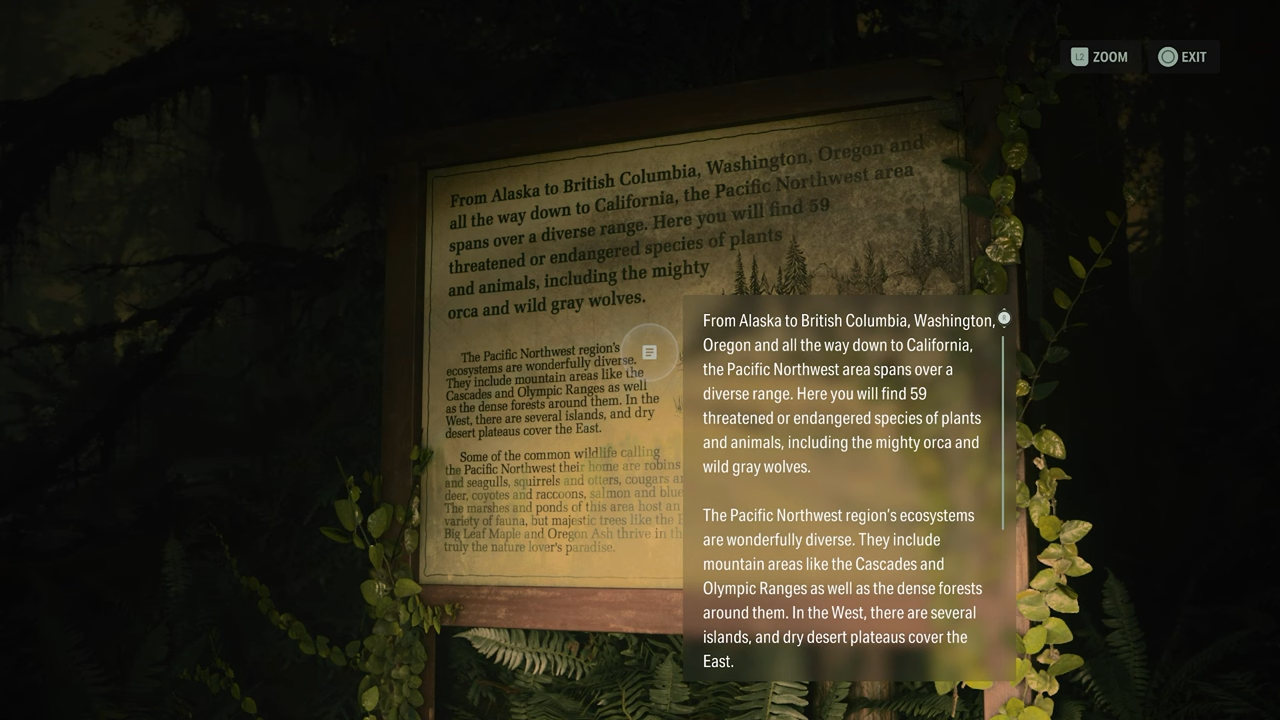 L2 ZOOM
EXIT
From Alaska to British Columbia, Washington, Oregon and
all the way down to California, the Pacific Northwest area
spans over a diverse range. Here you will find 59
threatened or endangered species of plants
and animals, including the mighty
orca and wild gray wolves.
The Pacific Northwest region's
ecosystems are wonderfully diverse.
They include mountain areas like the
Cascades and Olympic Ranges as well
as the dense forests around them. In the
West, there are several islands, and dry
desert plateaus cover the East.
Some of the common wildlife calling
the Pacific Northwest their home are robins
and seagulls, squirrels and otters, cougars
deer, coyotes and raccoons, salmon and blue
The marshes and ponds of this area host an
variety of fauna, but majestic trees like the
Big Leaf Maple and Oregon Ash thrive in th
truly the nature lover's paradise.
R
From Alaska to British Columbia, Washington,
Oregon and all the way down to California,
the Pacific Northwest area spans over a
diverse range. Here you will find 59
threatened or endangered species of plants
and animals, including the mighty orca and
wild gray wolves.
The Pacific Northwest region's ecosystems
are wonderfully diverse. They include
mountain areas like the Cascades and
Olympic Ranges as well as the dense forests
around them. In the West, there are several
islands, and dry desert plateaus cover the
East.